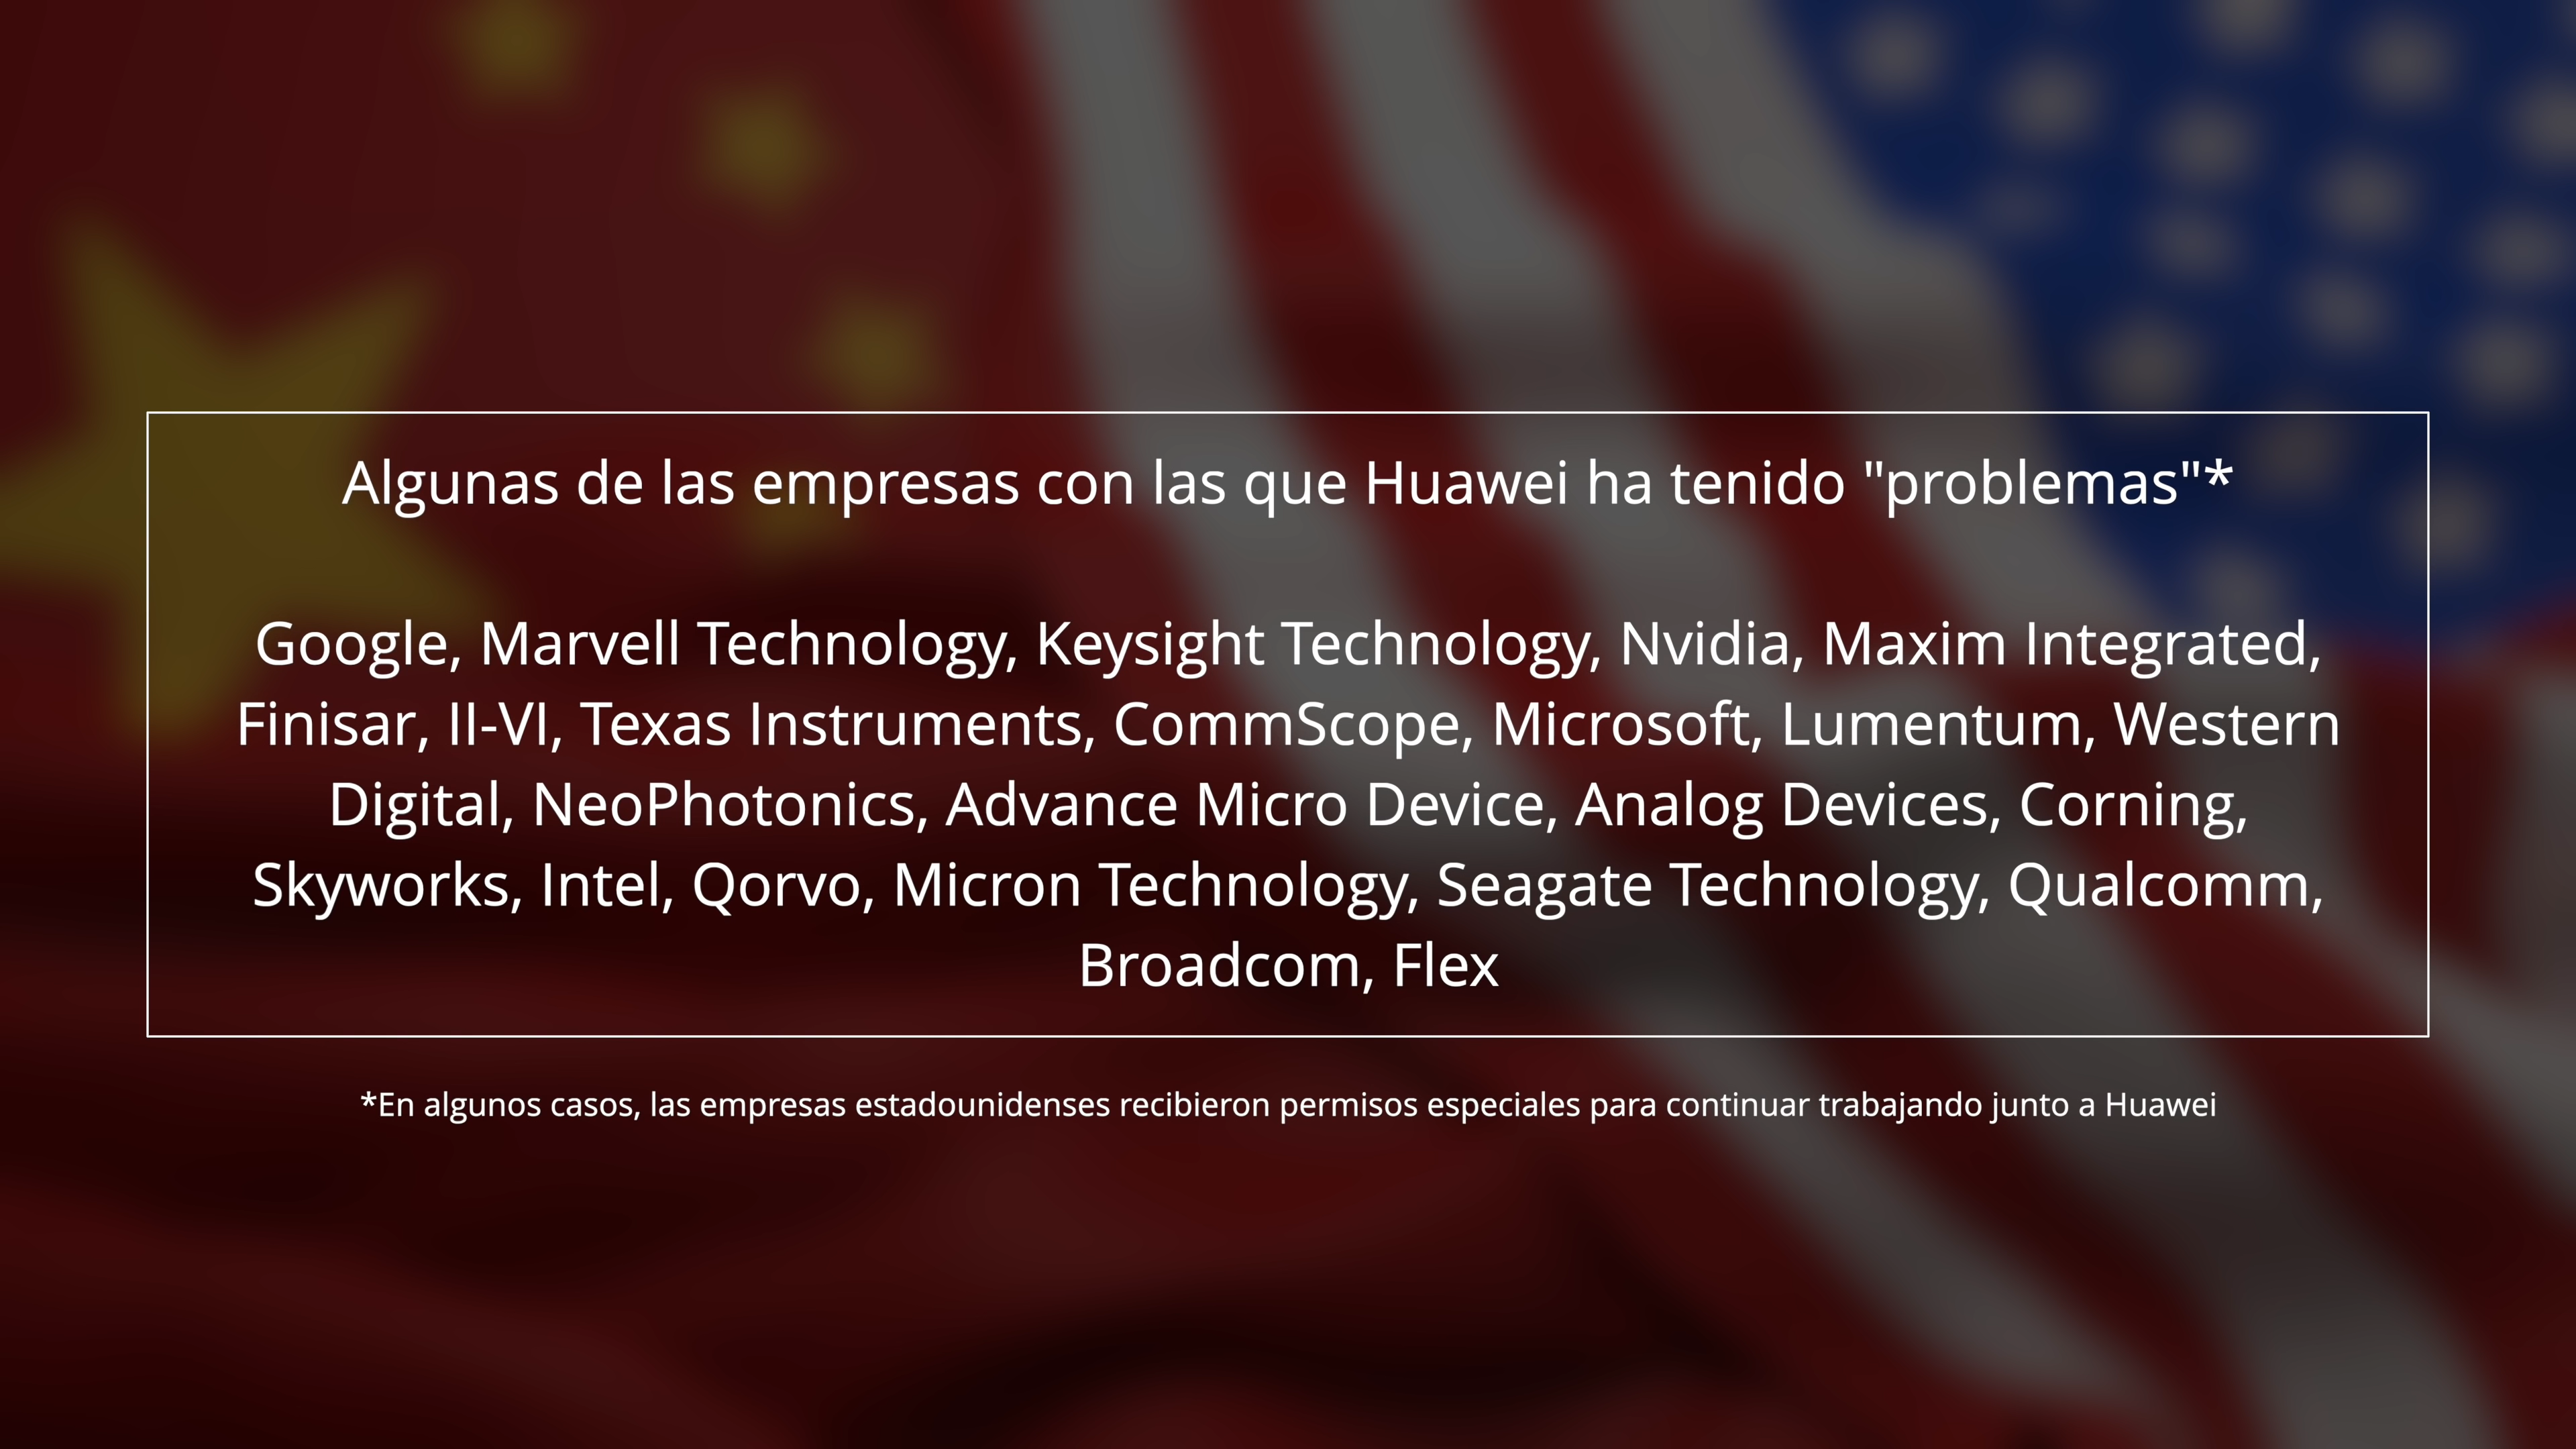 Algunas de las empresas con las que Huawei ha tenido "problemas"*
Google, Marvell Technology, Keysight Technology, Nvidia, Maxim Integrated,
Finisar, II-VI, Texas Instruments, CommScope, Microsoft, Lumentum, Western
Digital, NeoPhotonics, Advance Micro Device, Analog Devices, Corning,
Skyworks, Intel, Qorvo, Micron Technology, Seagate Technology, Qualcomm,
Broadcom, Flex
*En algunos casos, las empresas estadounidenses recibieron permisos especiales para continuar trabajando junto a Huawei